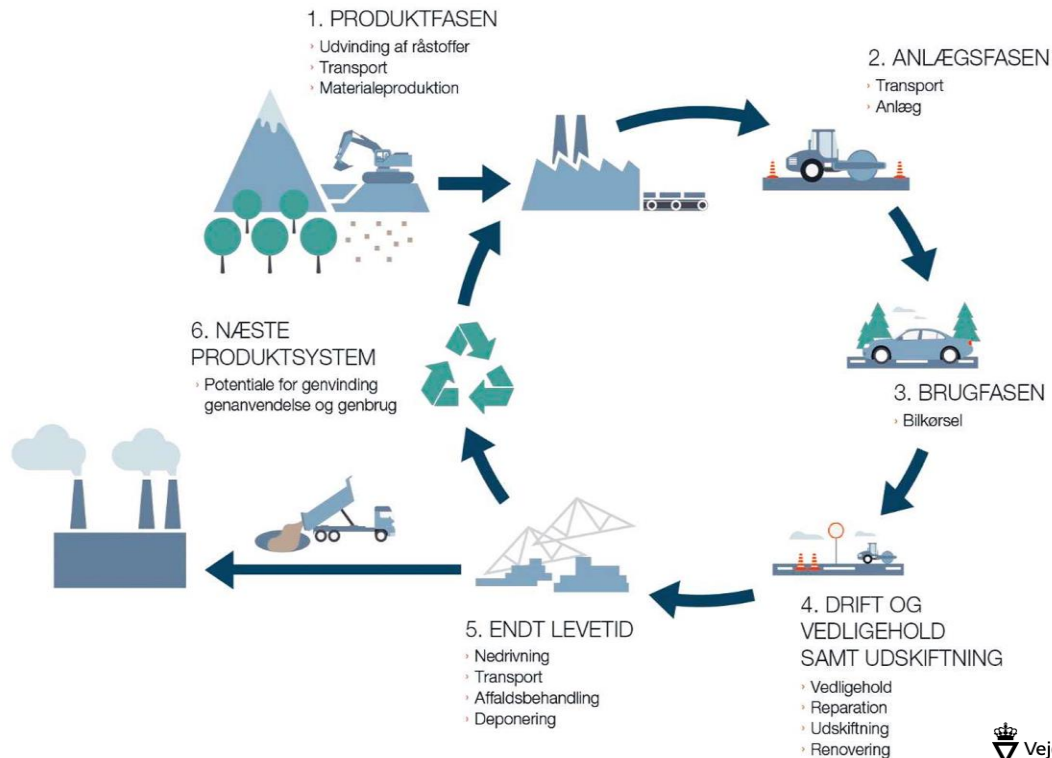 1. PRODUKTFASEN
› Udvinding af råstoffer
› Transport
› Materialeproduktion
2. ANLÆGSFASEN
› Transport
› Anlæg
3. BRUGFASEN
› Bilkørsel
4. DRIFT OG
VEDLIGEHOLD
SAMT UDSKIFTNING
› Vedligehold
› Reparation
› Udskiftning
› Renovering
5. ENDT LEVETID
› Nedrivning
› Transport
› Affaldsbehandling
› Deponering
6. NÆSTE
PRODUKTSYSTEM
› Potentiale for genvinding
genanvendelse og genbrug